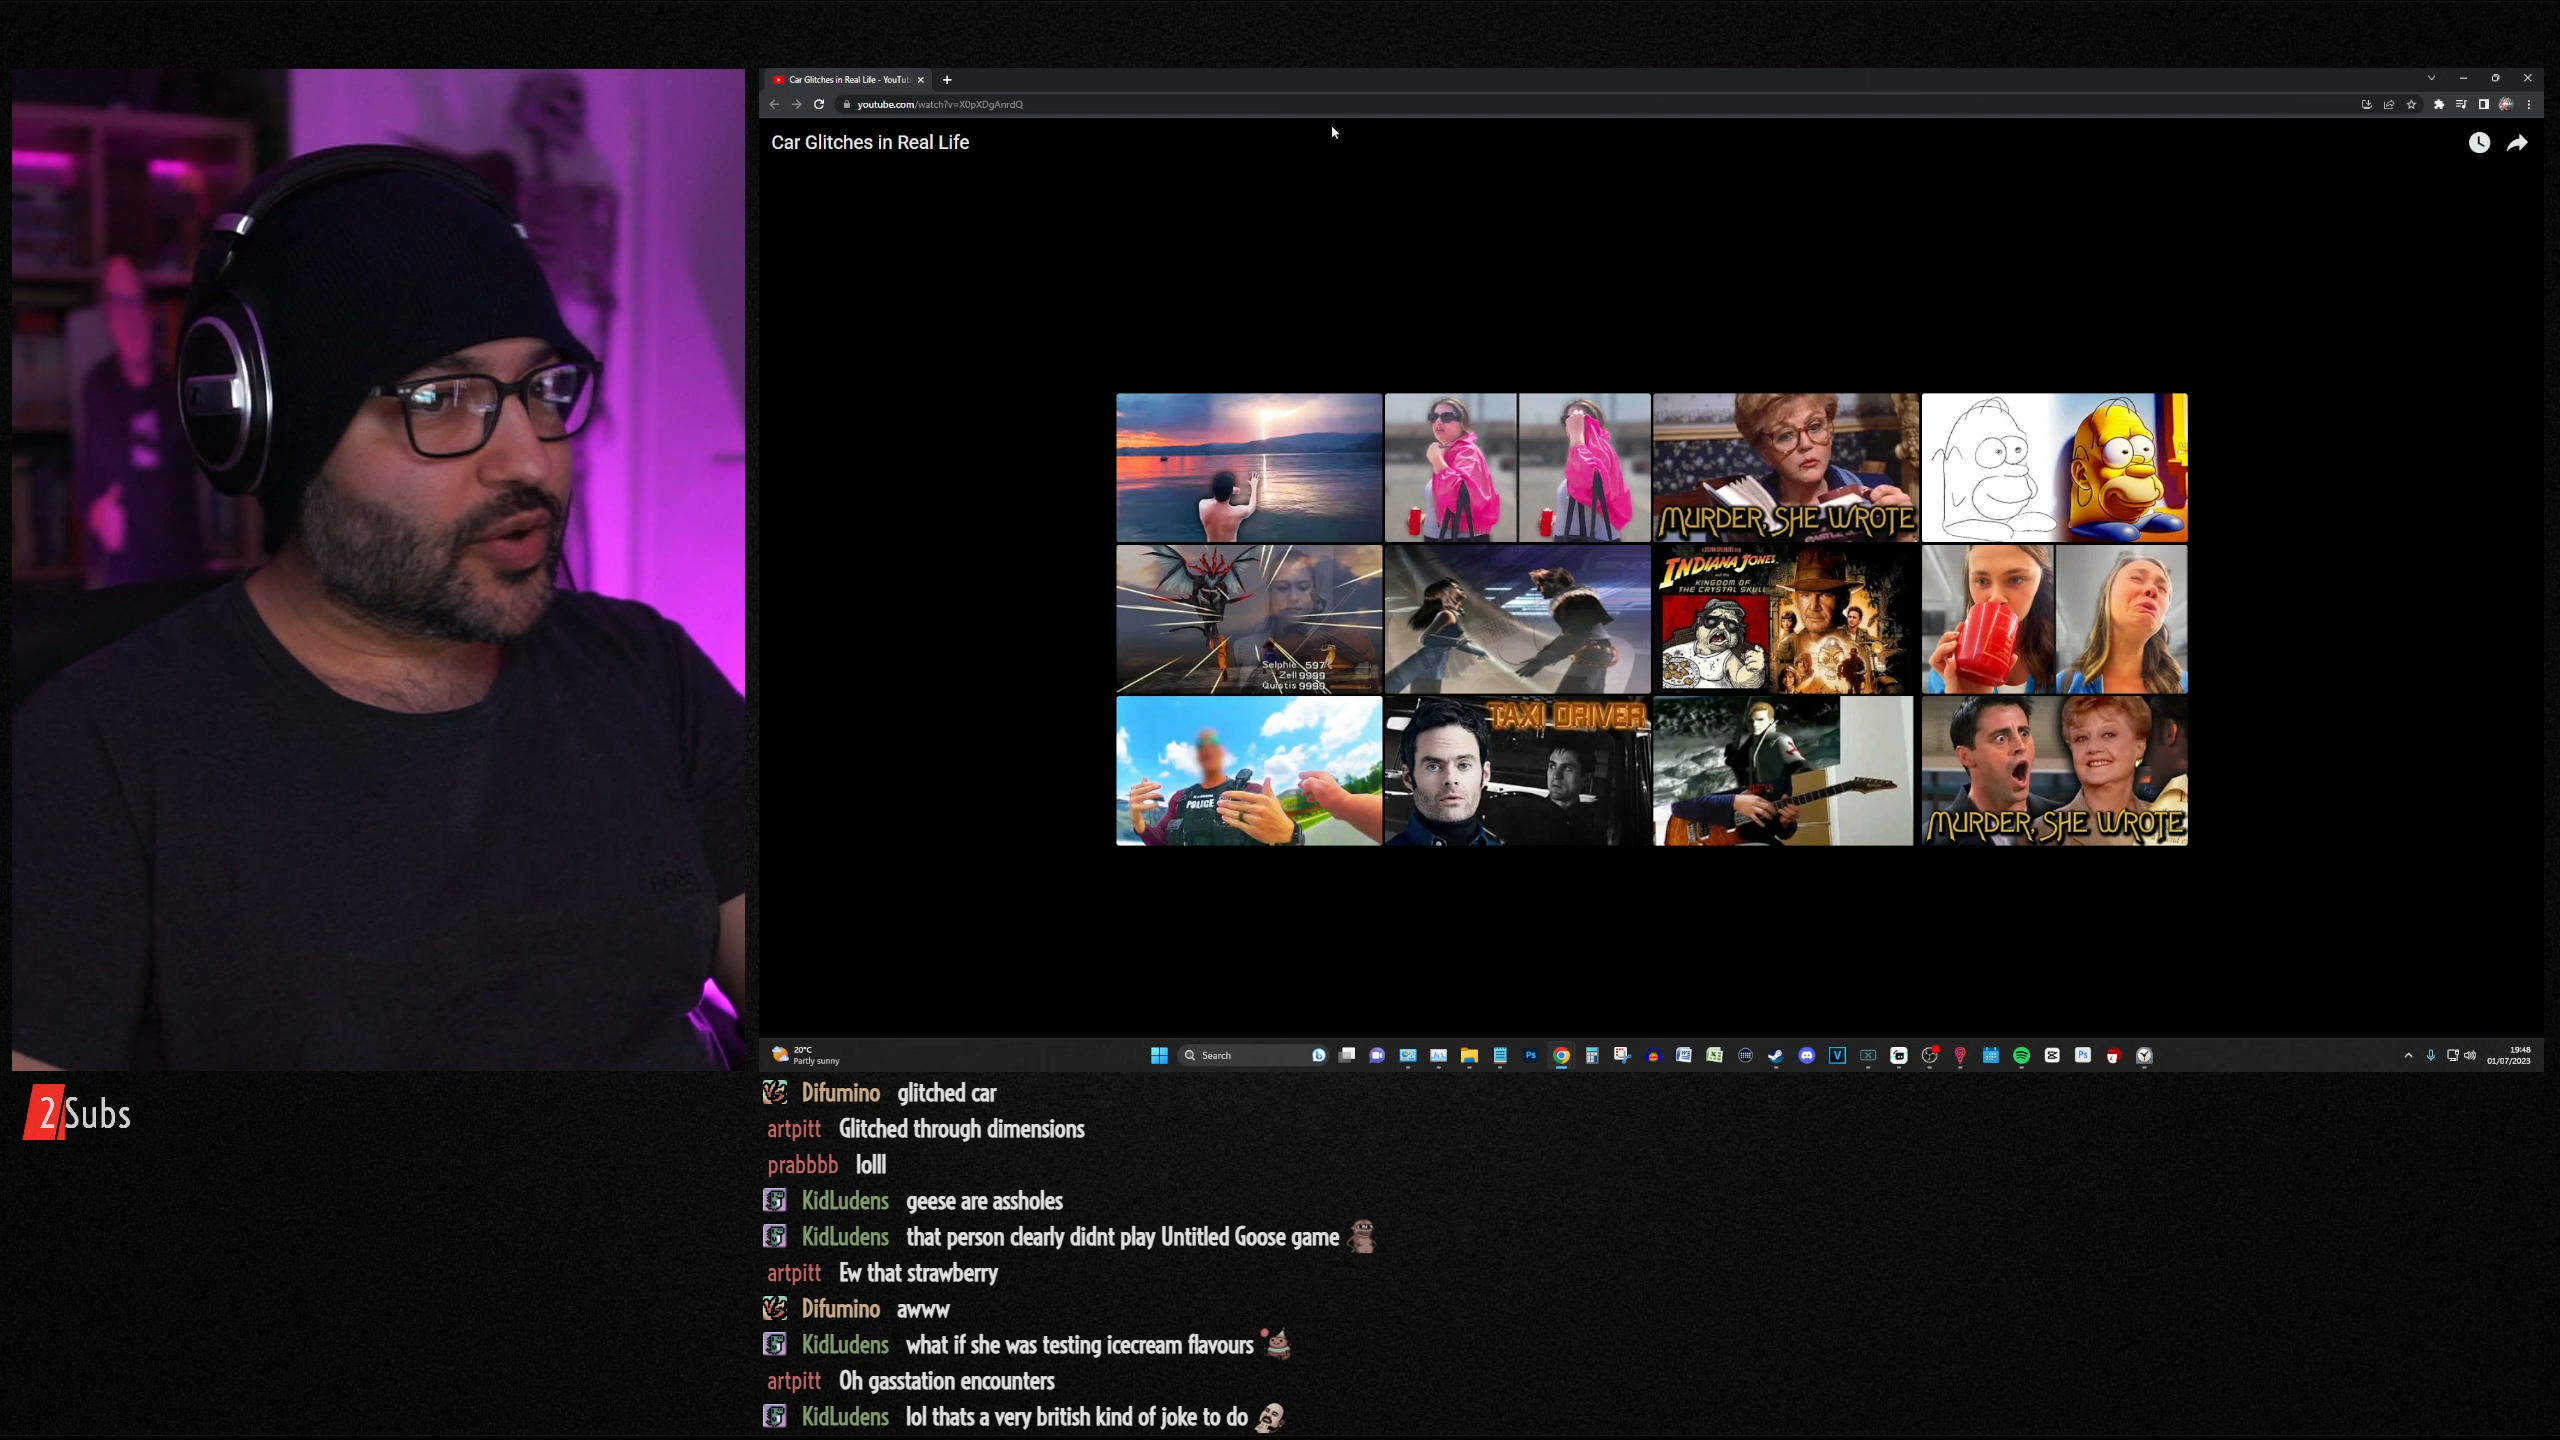 Car Glitches in Real Life - YouTu
youtube.com/watch?v=X0pXDgAnrdQ
Car Glitches in Real Life
MURDER, SHE WROTE
INDIANA JONES
KINGDOM OF
THE CRYSTAL SKULL
Selphie 597
Zell 9999
Quistis 9999
POLICE
TAXI DRIVER
MURDER, SHE WROTE
BOSS
20°C
Partly sunny
Search
19:48
01/07/2023
2 Subs
Difumino glitched car
artpitt Glitched through dimensions
prabbbb lolll
KidLudens geese are assholes
KidLudens that person clearly didnt play Untitled Goose game
artpitt Ew that strawberry
Difumino awww
KidLudens what if she was testing icecream flavours
artpitt Oh gasstation encounters
KidLudens lol thats a very british kind of joke to do